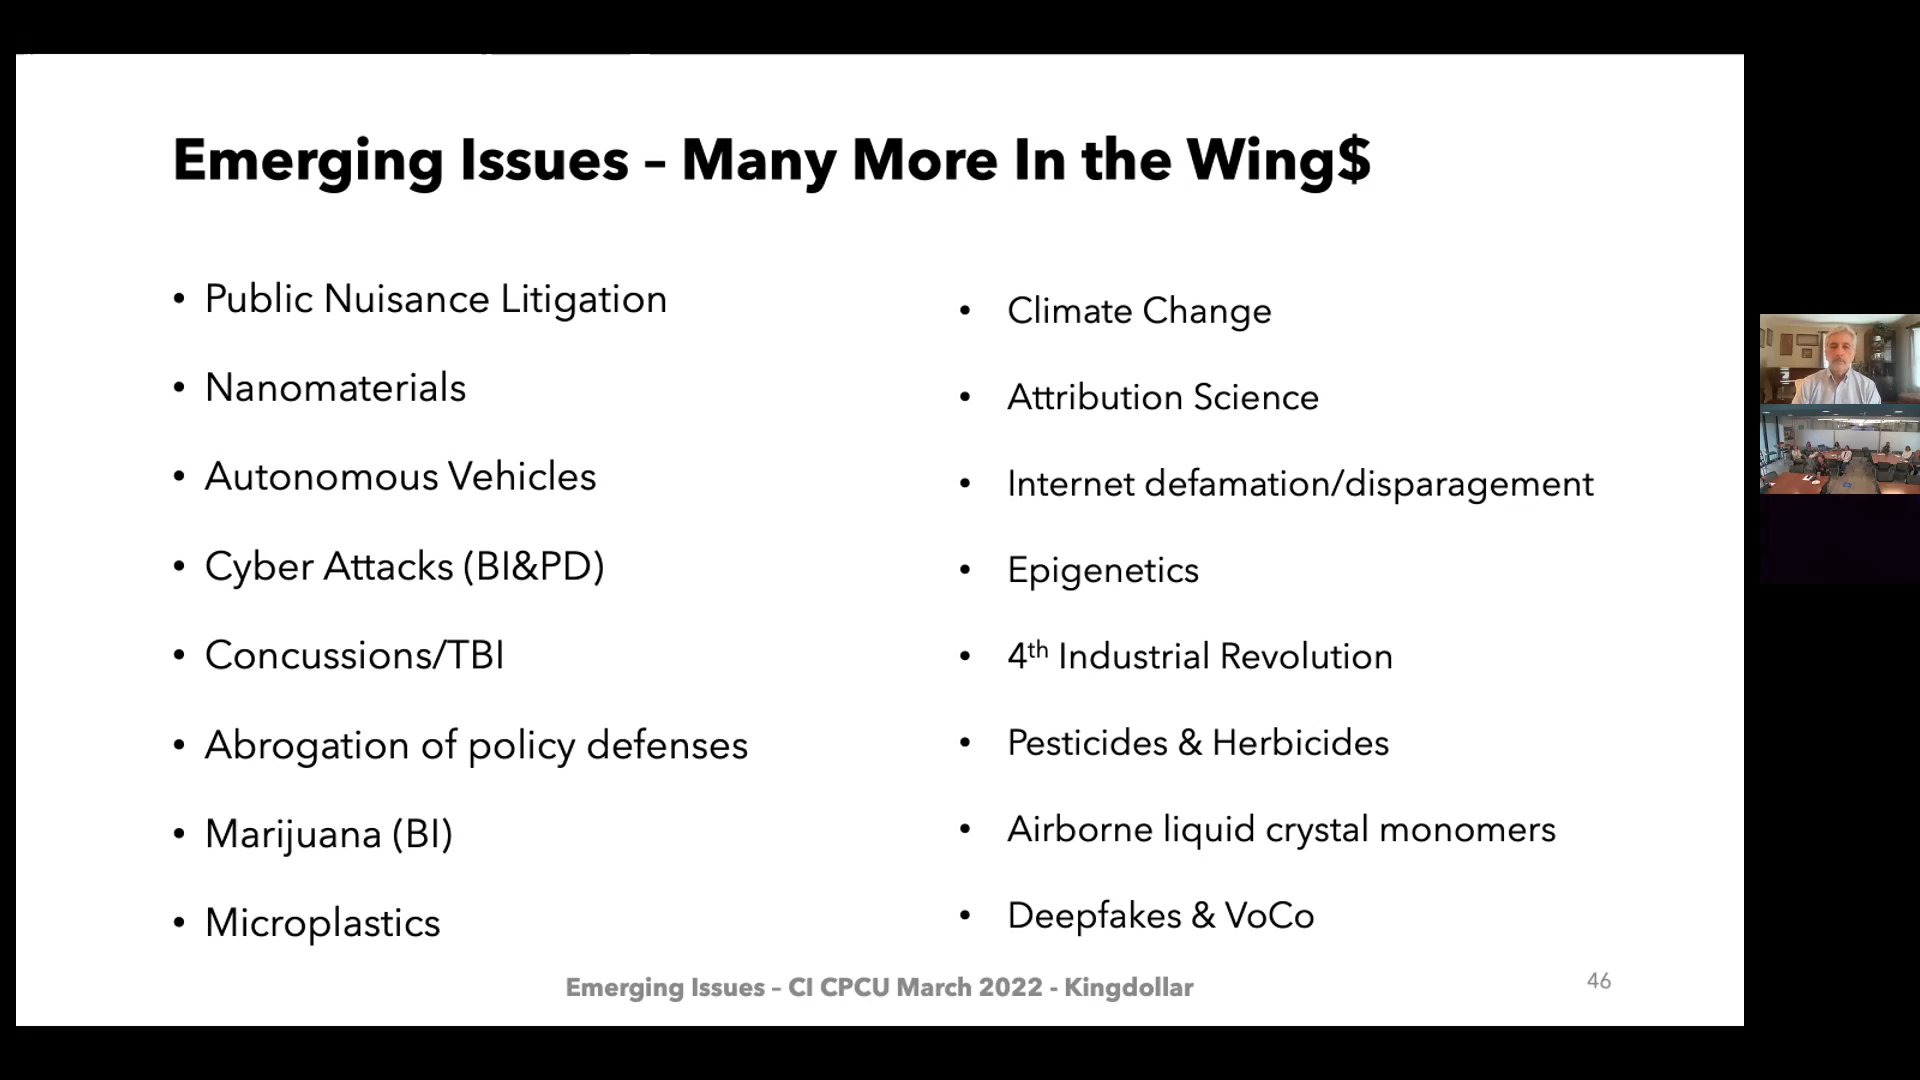 Emerging Issues – Many More In the Wing$
• Public Nuisance Litigation
• Nanomaterials
• Autonomous Vehicles
• Cyber Attacks (BI&PD)
• Concussions/TBI
• Abrogation of policy defenses
• Marijuana (BI)
• Microplastics
• Climate Change
• Attribution Science
• Internet defamation/disparagement
• Epigenetics
• 4th Industrial Revolution
• Pesticides & Herbicides
• Airborne liquid crystal monomers
• Deepfakes & VoCo
Emerging Issues – CI CPCU March 2022 - Kingdollar
46